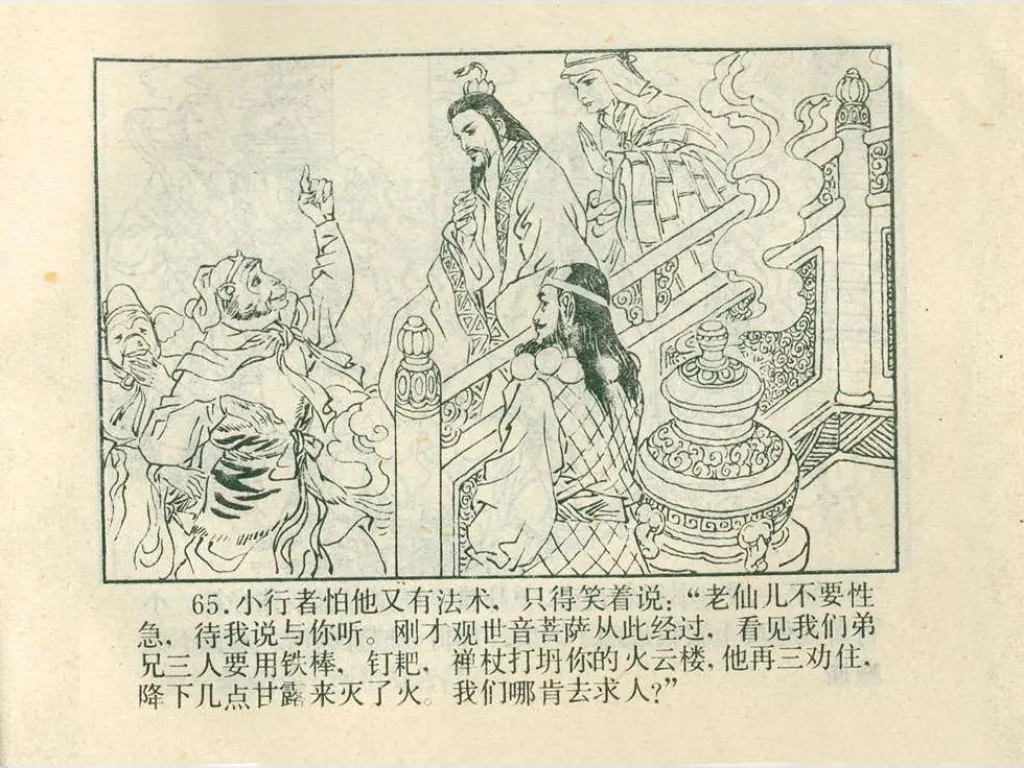 65.小行者怕他又有法术，只得笑着说：“老仙儿不要性
急，待我说与你听。刚才观世音菩萨从此经过，看见我们弟
兄三人要用铁棒，钉耙，禅杖打坍你的火云楼，他再三劝住，
降下几点甘露来灭了火。我们哪肯去求人？”